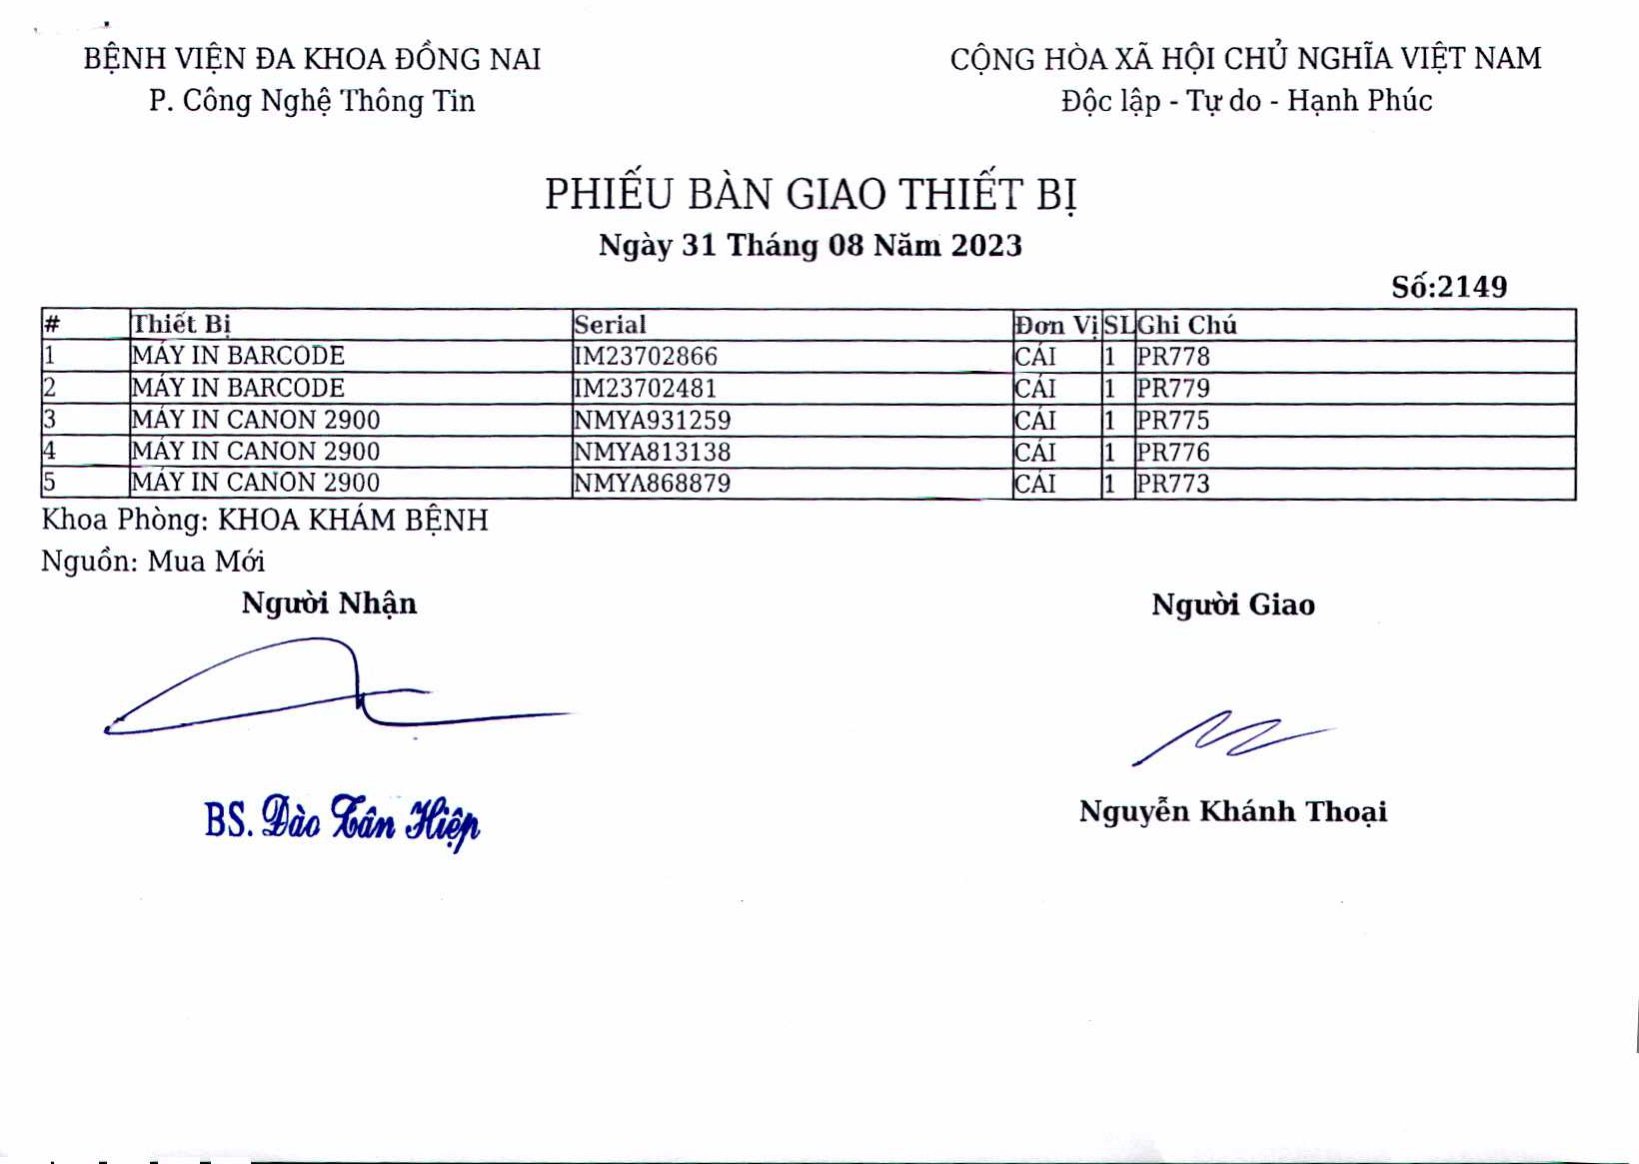 BỆNH VIỆN ĐA KHOA ĐỒNG NAI
P. Công Nghệ Thông Tin
CỘNG HÒA XÃ HỘI CHỦ NGHĨA VIỆT NAM
Độc lập - Tự do - Hạnh Phúc
PHIẾU BÀN GIAO THIẾT BỊ
Ngày 31 Tháng 08 Năm 2023
Số:2149
# Thiết Bị Serial Đơn Vị SL Ghi Chú
1 MÁY IN BARCODE IM23702866 CÁI 1 PR778
2 MÁY IN BARCODE IM23702481 CÁI 1 PR779
3 MÁY IN CANON 2900 NMYA931259 CÁI 1 PR775
4 MÁY IN CANON 2900 NMYA813138 CÁI 1 PR776
5 MÁY IN CANON 2900 NMYA868879 CÁI 1 PR773
Khoa Phòng: KHOA KHÁM BỆNH
Nguồn: Mua Mới
Người Nhận Người Giao
BS. Đào Tân Hiệp
Nguyễn Khánh Thoại